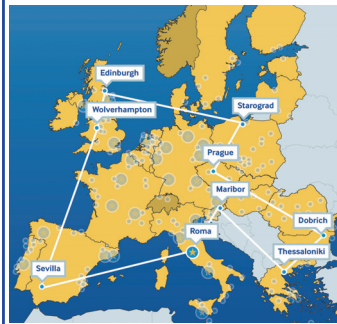 Edinburgh
Wolverhampton
Starograd
Prague
Maribor
Dobrich
Roma
Thessaloniki
Sevilla